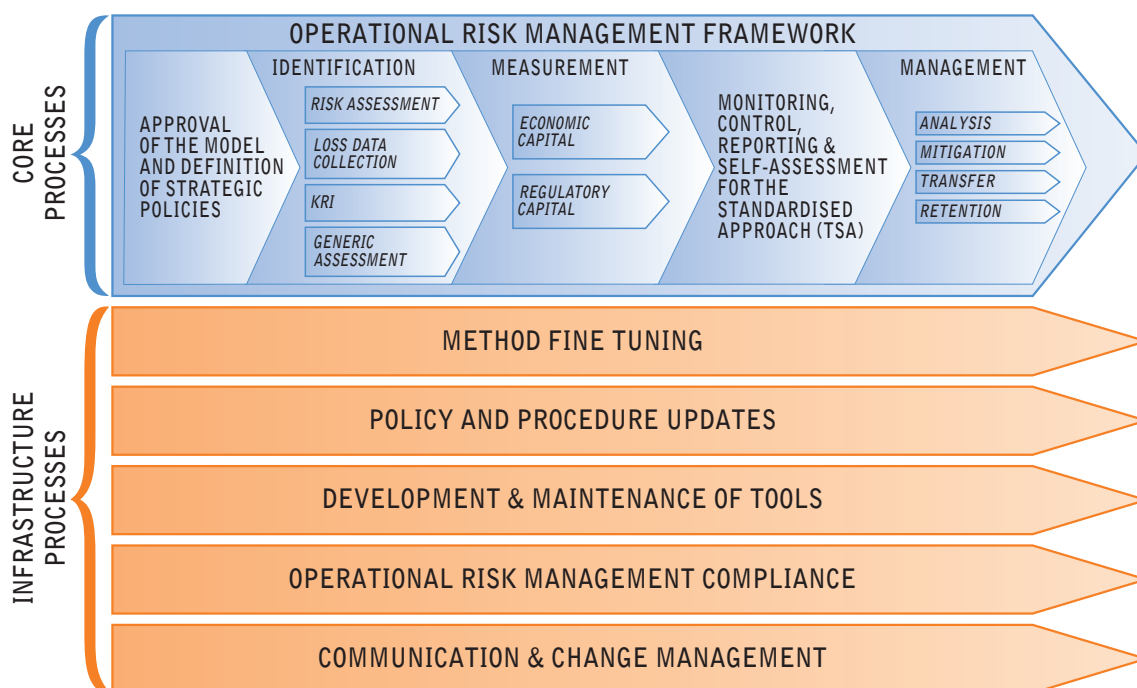 CORE
PROCESSES
OPERATIONAL RISK MANAGEMENT FRAMEWORK
APPROVAL
OF THE MODEL
AND DEFINITION
OF STRATEGIC
POLICIES
IDENTIFICATION
RISK ASSESSMENT
LOSS DATA
COLLECTION
KRI
GENERIC
ASSESSMENT
MEASUREMENT
ECONOMIC
CAPITAL
REGULATORY
CAPITAL
MONITORING,
CONTROL,
REPORTING &
SELF-ASSESSMENT
FOR THE
STANDARDISED
APPROACH (TSA)
MANAGEMENT
ANALYSIS
MITIGATION
TRANSFER
RETENTION
INFRASTRUCTURE
PROCESSES
METHOD FINE TUNING
POLICY AND PROCEDURE UPDATES
DEVELOPMENT & MAINTENANCE OF TOOLS
OPERATIONAL RISK MANAGEMENT COMPLIANCE
COMMUNICATION & CHANGE MANAGEMENT